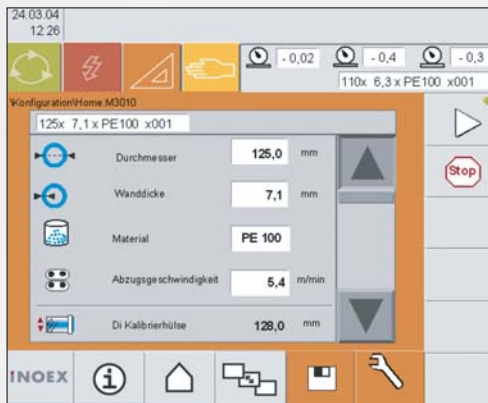 24.03.04
12:26
- 0,02
- 0,4
- 0,3
110x 6,3 x PE100 x001
\Konfiguration\Home:M3010
125x 7,1 x PE100 x001
Durchmesser 125,0 mm
Wanddicke 7,1 mm
Stop
Material PE 100
Abzugsgeschwindigkeit 5,4 m/min
Di Kalibrierhülse 128,0 mm
INOEX